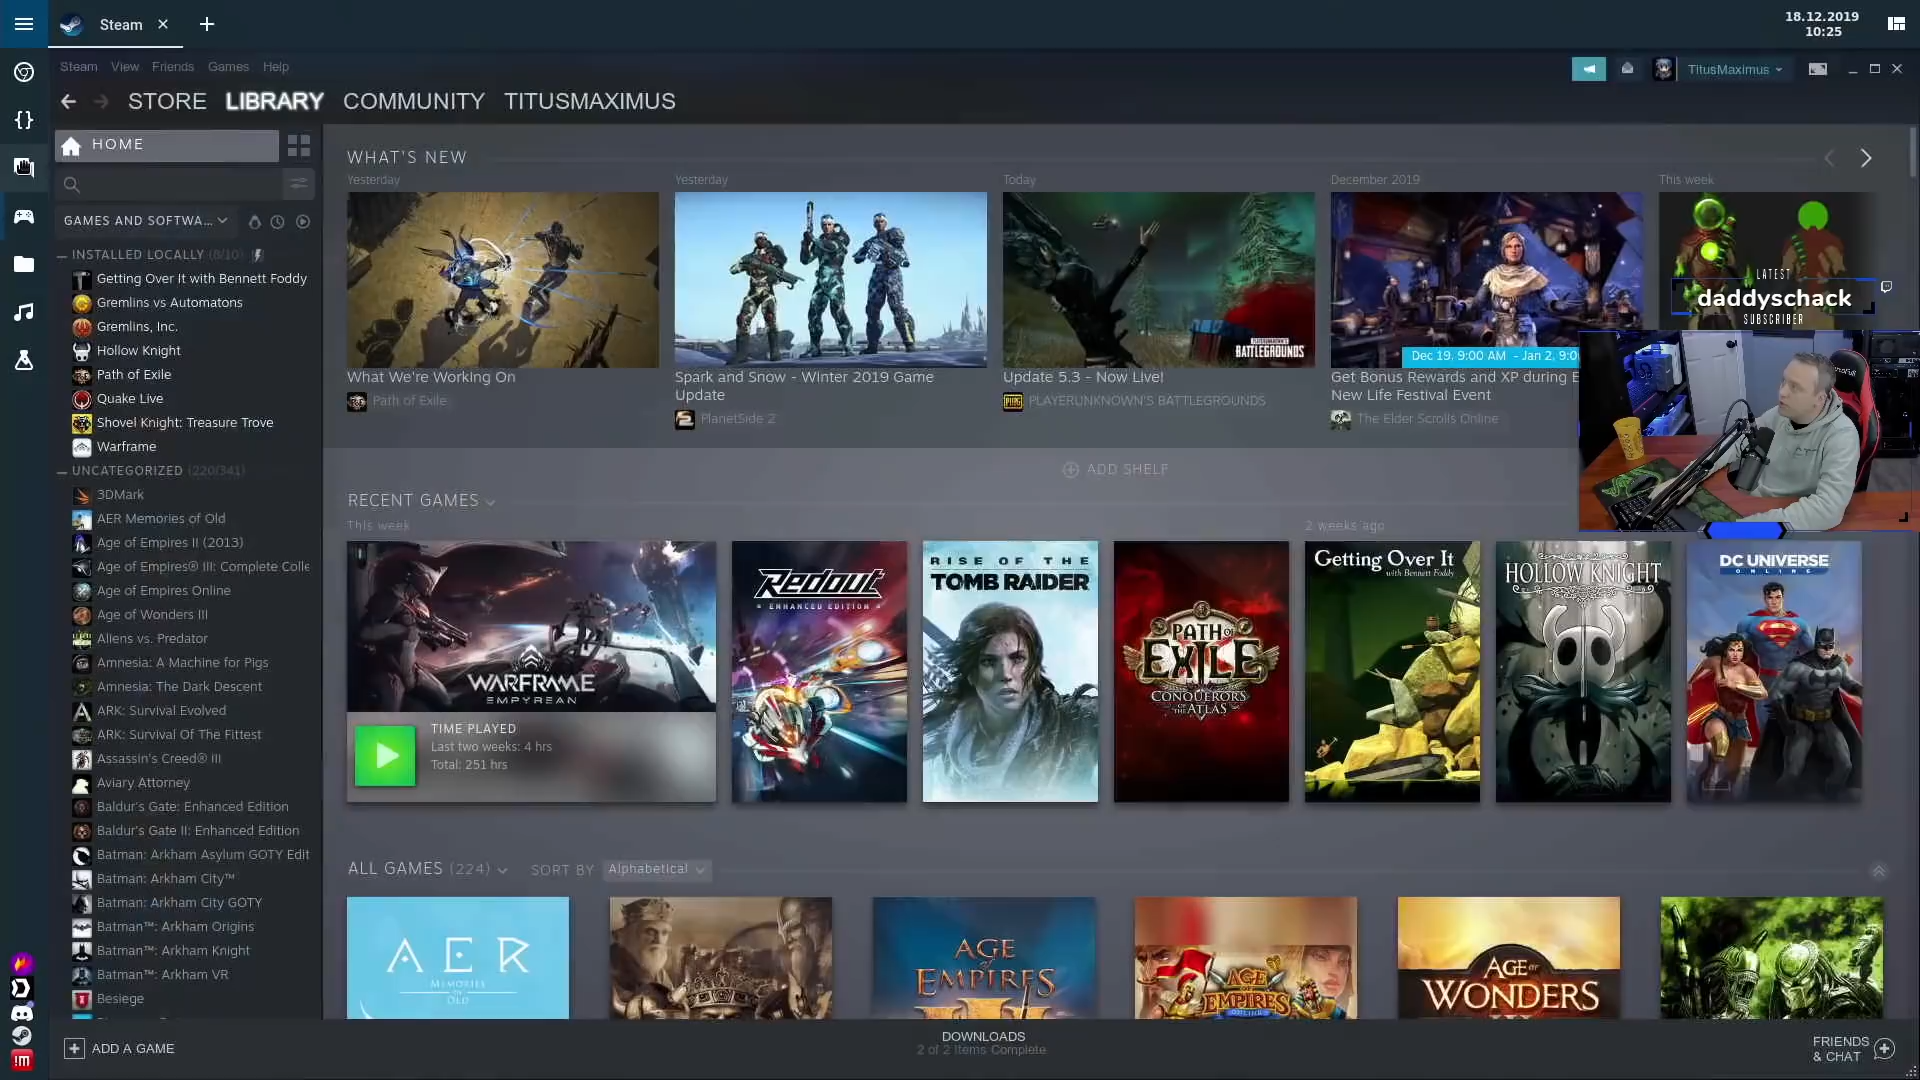 Steam
18.12.2019
10:25
Steam View Friends Games Help
TitusMaximus
STORE LIBRARY COMMUNITY TITUSMAXIMUS
HOME
GAMES AND SOFTWA...
INSTALLED LOCALLY (8/10)
Getting Over It with Bennett Foddy
Gremlins vs Automatons
Gremlins, Inc.
Hollow Knight
Path of Exile
Quake Live
Shovel Knight: Treasure Trove
Warframe
UNCATEGORIZED (220/341)
3DMark
AER Memories of Old
Age of Empires II (2013)
Age of Empires® III: Complete Colle
Age of Empires Online
Age of Wonders III
Aliens vs. Predator
Amnesia: A Machine for Pigs
Amnesia: The Dark Descent
ARK: Survival Evolved
ARK: Survival Of The Fittest
Assassin's Creed® III
Aviary Attorney
Baldur's Gate: Enhanced Edition
Baldur's Gate II: Enhanced Edition
Batman: Arkham Asylum GOTY Edit
Batman: Arkham City™
Batman: Arkham City GOTY
Batman™: Arkham Origins
Batman™: Arkham Knight
Batman™: Arkham VR
Besiege
WHAT'S NEW
Yesterday
What We're Working On
Path of Exile
Yesterday
Spark and Snow - Winter 2019 Game
Update
PlanetSide 2
Today
PLAYERUNKNOWN'S
BATTLEGROUNDS
Update 5.3 - Now Live!
PLAYERUNKNOWN'S BATTLEGROUNDS
December 2019
Dec 19, 9:00 AM - Jan 2, 9:0
Get Bonus Rewards and XP during E
New Life Festival Event
The Elder Scrolls Online
This week
LATEST
daddyschack
SUBSCRIBER
ADD SHELF
RECENT GAMES
This week
2 weeks ago
WARFRAME
EMPYREAN
TIME PLAYED
Last two weeks: 4 hrs
Total: 251 hrs
Redout
ENHANCED EDITION
RISE OF THE
TOMB RAIDER
PATH OF
EXILE
CONQUERORS
OF THE ATLAS
Getting Over It
with Bennett Foddy
HOLLOW KNIGHT
DC UNIVERSE
ONLINE
ALL GAMES (224)
SORT BY Alphabetical
AER
MEMORIES
OF OLD
AGE
OF
EMPIRES
AGE OF
EMPIRES
ONLINE
AGE OF
WONDERS
ADD A GAME
DOWNLOADS
2 of 2 Items Complete
FRIENDS
& CHAT